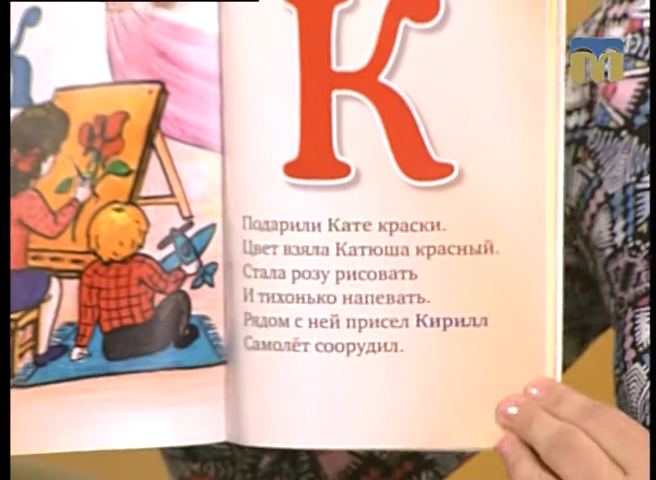 К
Подарили Кате краски.
Цвет взяла Катюша красный.
Стала розу рисовать
И тихонько напевать.
Рядом с ней присел Кирилл
Самолёт соорудил.